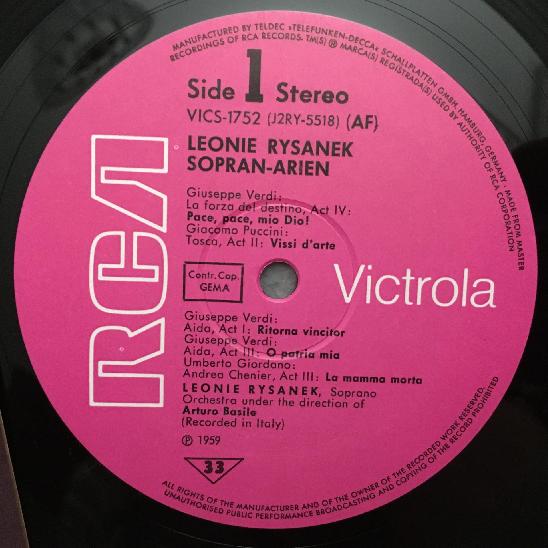 MANUFACTURED BY TELDEC »TELEFUNKEN-DECCA« SCHALLPLATTEN GMBH, HAMBURG, GERMANY · MADE FROM MASTER
RECORDINGS OF RCA RECORDS. TM(S) ® MARCA(S) REGISTRADA(S) USED BY AUTHORITY OF RCA CORPORATION
Side 1 Stereo
VICS-1752 (J2RY-5518) (AF)
LEONIE RYSANEK
SOPRAN-ARIEN
Giuseppe Verdi:
La forza del destino, Act IV:
Pace, pace, mio Dio!
Giacomo Puccini:
Tosca, Act II: Vissi d'arte
Contr. Cop.
GEMA
RCA
Victrola
Giuseppe Verdi:
Aida, Act I: Ritorna vincitor
Giuseppe Verdi:
Aida, Act III: O patria mia
Umberto Giordano:
Andrea Chenier, Act III: La mamma morta
LEONIE RYSANEK, Soprano
Orchestra under the direction of
Arturo Basile
(Recorded in Italy)
℗ 1959
33
ALL RIGHTS OF THE MANUFACTURER AND OF THE OWNER OF THE RECORDED WORK RESERVED.
UNAUTHORISED PUBLIC PERFORMANCE BROADCASTING AND COPYING OF THE RECORD PROHIBITED